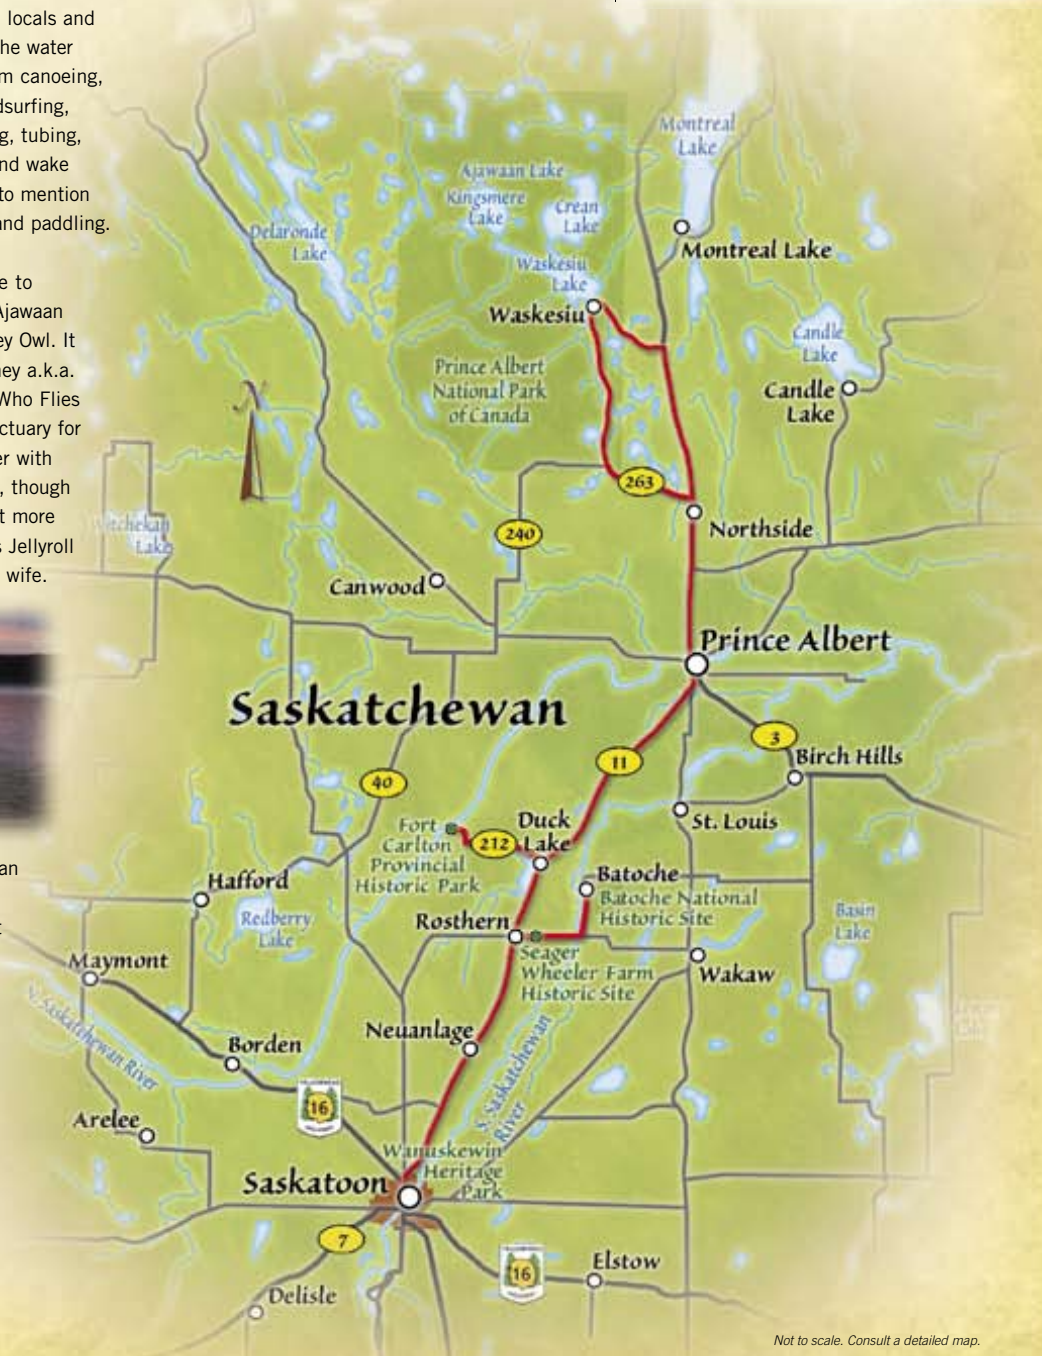 locals and
he water
m canoeing,
dsurfing,
g, tubing,
nd wake
to mention
and paddling.
e to
Ajawaan
ey Owl. It
ney a.k.a.
Who Flies
ctuary for
er with
, though
t more
s Jellyroll
wife.
an
t
Montreal
Lake
Ajawaan Lake
Kingsmere
Lake
Crean
Lake
Delaronde
Lake
Montreal Lake
Waskesiu
Lake
Waskesiu
Candle
Lake
Prince Albert
National Park
of Canada
Candle
Lake
263
Northside
240
Witchekan
Lake
Canwood
Prince Albert
Saskatchewan
3
11
Birch Hills
40
St. Louis
Duck
Lake
Fort
Carlton
Provincial
Historic Park
212
Batoche
Batoche National
Historic Site
Hafford
Redberry
Lake
Rosthern
Basin
Lake
Seager
Wheeler Farm
Historic Site
Wakaw
Maymont
N. Saskatchewan River
Neuanlage
Borden
S. Saskatchewan
River
16
Arelee
Wanuskewin
Heritage
Park
Saskatoon
7
16
Elstow
Delisle
Not to scale. Consult a detailed map.